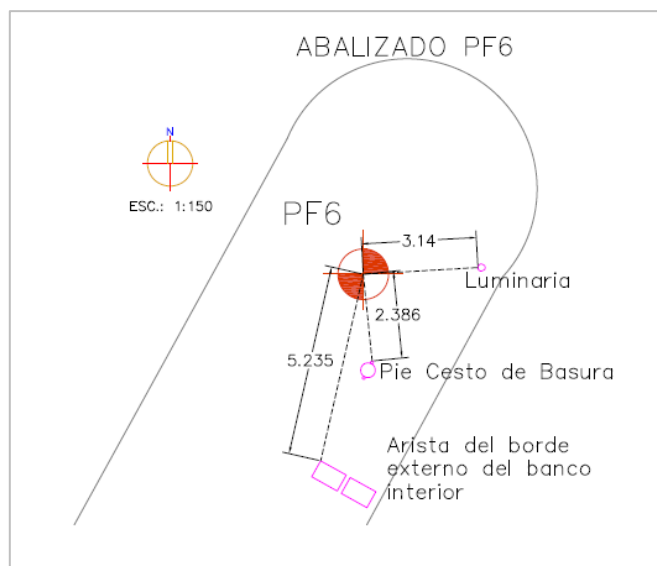 ABALIZADO PF6
N
ESC.: 1:150
PF6
3.14
Luminaria
2.386
5.235
Pie Cesto de Basura
Arista del borde
externo del banco
interior